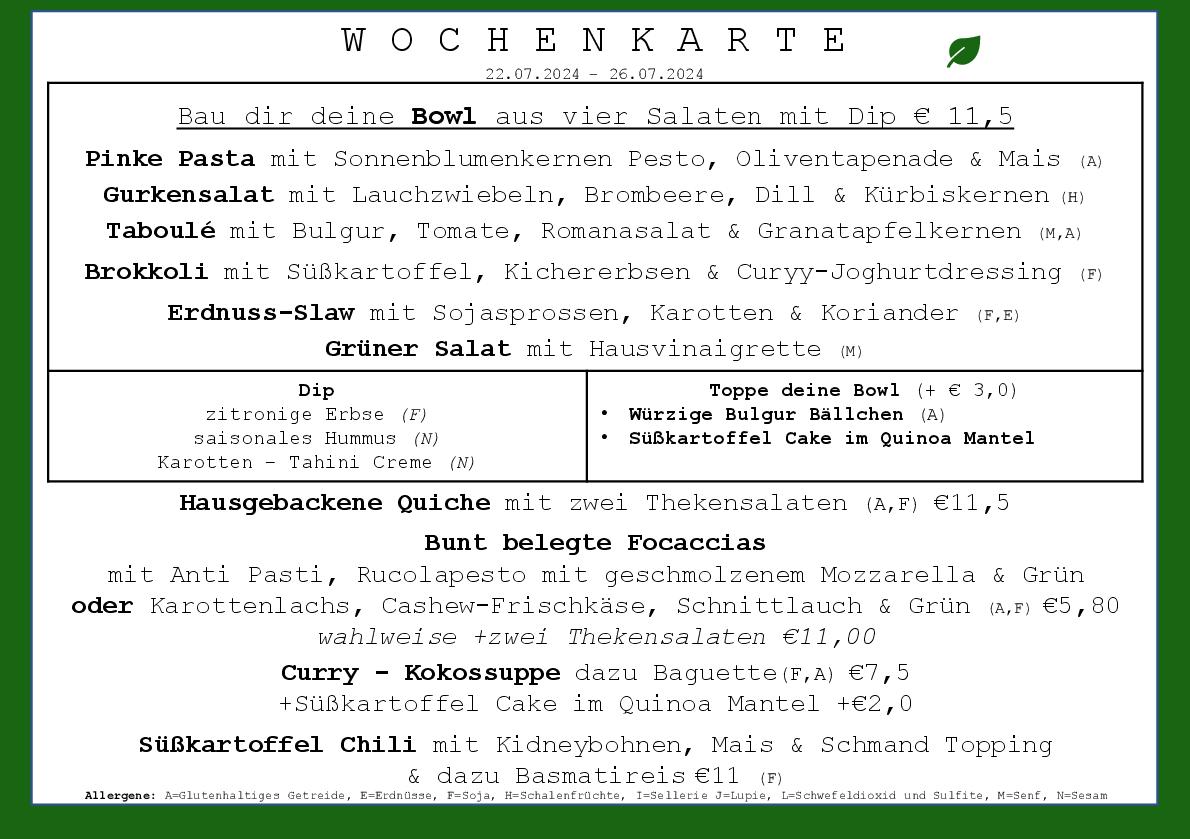 WOCHENKARTE
22.07.2024 – 26.07.2024
Bau dir deine Bowl aus vier Salaten mit Dip € 11,5
Pinke Pasta mit Sonnenblumenkernen Pesto, Oliventapenade & Mais (A)
Gurkensalat mit Lauchzwiebeln, Brombeere, Dill & Kürbiskernen (H)
Taboulé mit Bulgur, Tomate, Romanasalat & Granatapfelkernen (M,A)
Brokkoli mit Süßkartoffel, Kichererbsen & Curyy-Joghurtdressing (F)
Erdnuss-Slaw mit Sojasprossen, Karotten & Koriander (F,E)
Grüner Salat mit Hausvinaigrette (M)
Dip
zitronige Erbse (F)
saisonales Hummus (N)
Karotten – Tahini Creme (N)
Toppe deine Bowl (+ € 3,0)
• Würzige Bulgur Bällchen (A)
• Süßkartoffel Cake im Quinoa Mantel
Hausgebackene Quiche mit zwei Thekensalaten (A,F) €11,5
Bunt belegte Focaccias
mit Anti Pasti, Rucolapesto mit geschmolzenem Mozzarella & Grün
oder Karottenlachs, Cashew-Frischkäse, Schnittlauch & Grün (A,F) €5,80
wahlweise +zwei Thekensalaten €11,00
Curry – Kokossuppe dazu Baguette(F,A) €7,5
+Süßkartoffel Cake im Quinoa Mantel +€2,0
Süßkartoffel Chili mit Kidneybohnen, Mais & Schmand Topping
& dazu Basmatireis €11 (F)
Allergene: A=Glutenhaltiges Getreide, E=Erdnüsse, F=Soja, H=Schalenfrüchte, I=Sellerie J=Lupie, L=Schwefeldioxid und Sulfite, M=Senf, N=Sesam